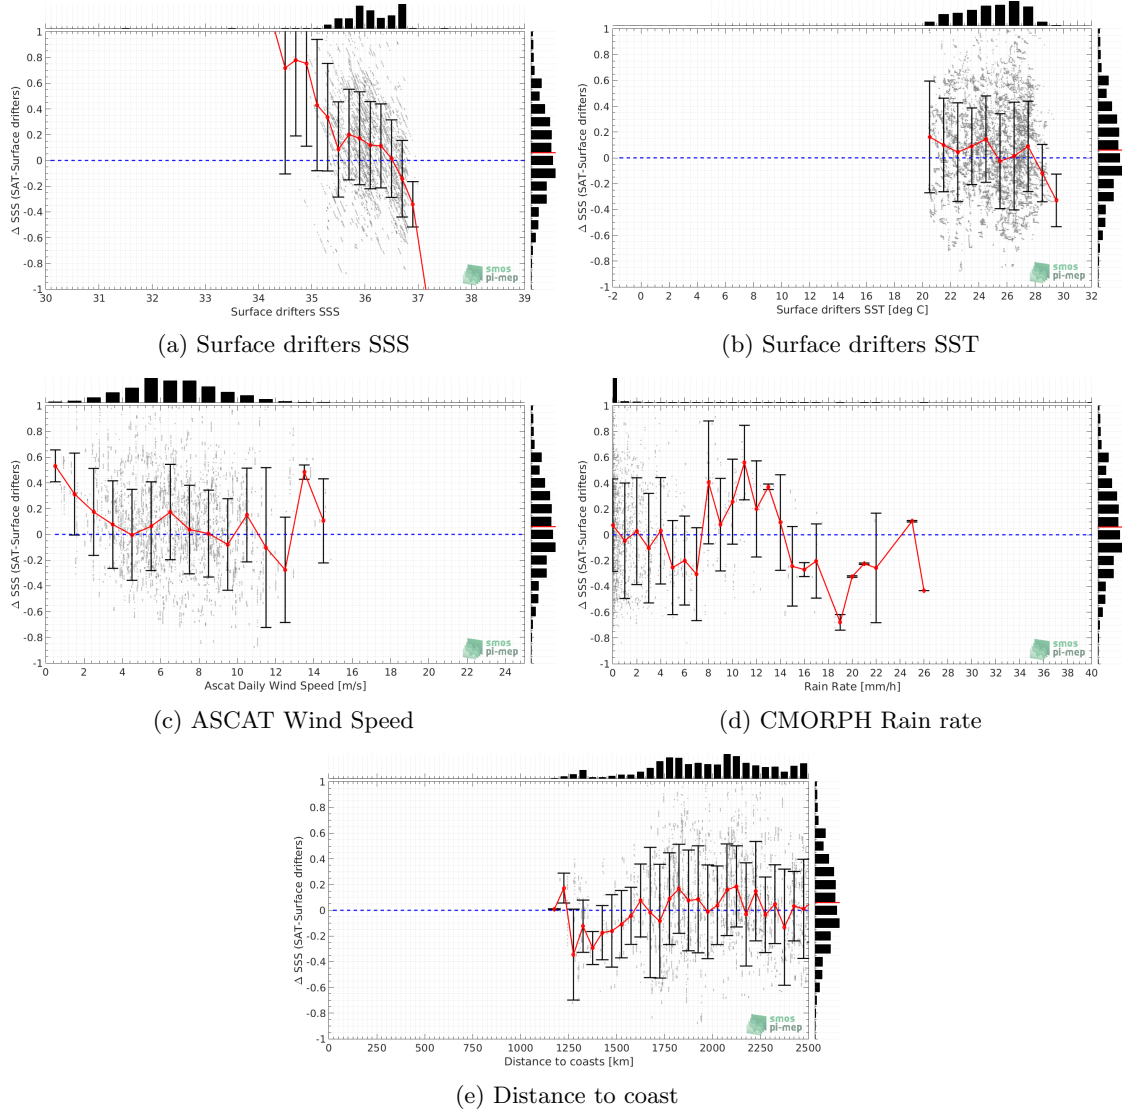 1
0.8
0.6
0.4
0.2
0
-0.2
-0.4
-0.6
-0.8
-1
Δ SSS (SAT-Surface drifters)
smos
pi-mep
30 31 32 33 34 35 36 37 38 39
Surface drifters SSS
(a) Surface drifters SSS
1
0.8
0.6
0.4
0.2
0
-0.2
-0.4
-0.6
-0.8
-1
Δ SSS (SAT-Surface drifters)
smos
pi-mep
-2 0 2 4 6 8 10 12 14 16 18 20 22 24 26 28 30 32
Surface drifters SST [deg C]
(b) Surface drifters SST
1
0.8
0.6
0.4
0.2
0
-0.2
-0.4
-0.6
-0.8
-1
Δ SSS (SAT-Surface drifters)
smos
pi-mep
0 2 4 6 8 10 12 14 16 18 20 22 24
Ascat Daily Wind Speed [m/s]
(c) ASCAT Wind Speed
1
0.8
0.6
0.4
0.2
0
-0.2
-0.4
-0.6
-0.8
-1
Δ SSS (SAT-Surface drifters)
smos
pi-mep
0 2 4 6 8 10 12 14 16 18 20 22 24 26 28 30 32 34 36 38 40
Rain Rate [mm/h]
(d) CMORPH Rain rate
1
0.8
0.6
0.4
0.2
0
-0.2
-0.4
-0.6
-0.8
-1
Δ SSS (SAT-Surface drifters)
smos
pi-mep
0 250 500 750 1000 1250 1500 1750 2000 2250 2500
Distance to coasts [km]
(e) Distance to coast